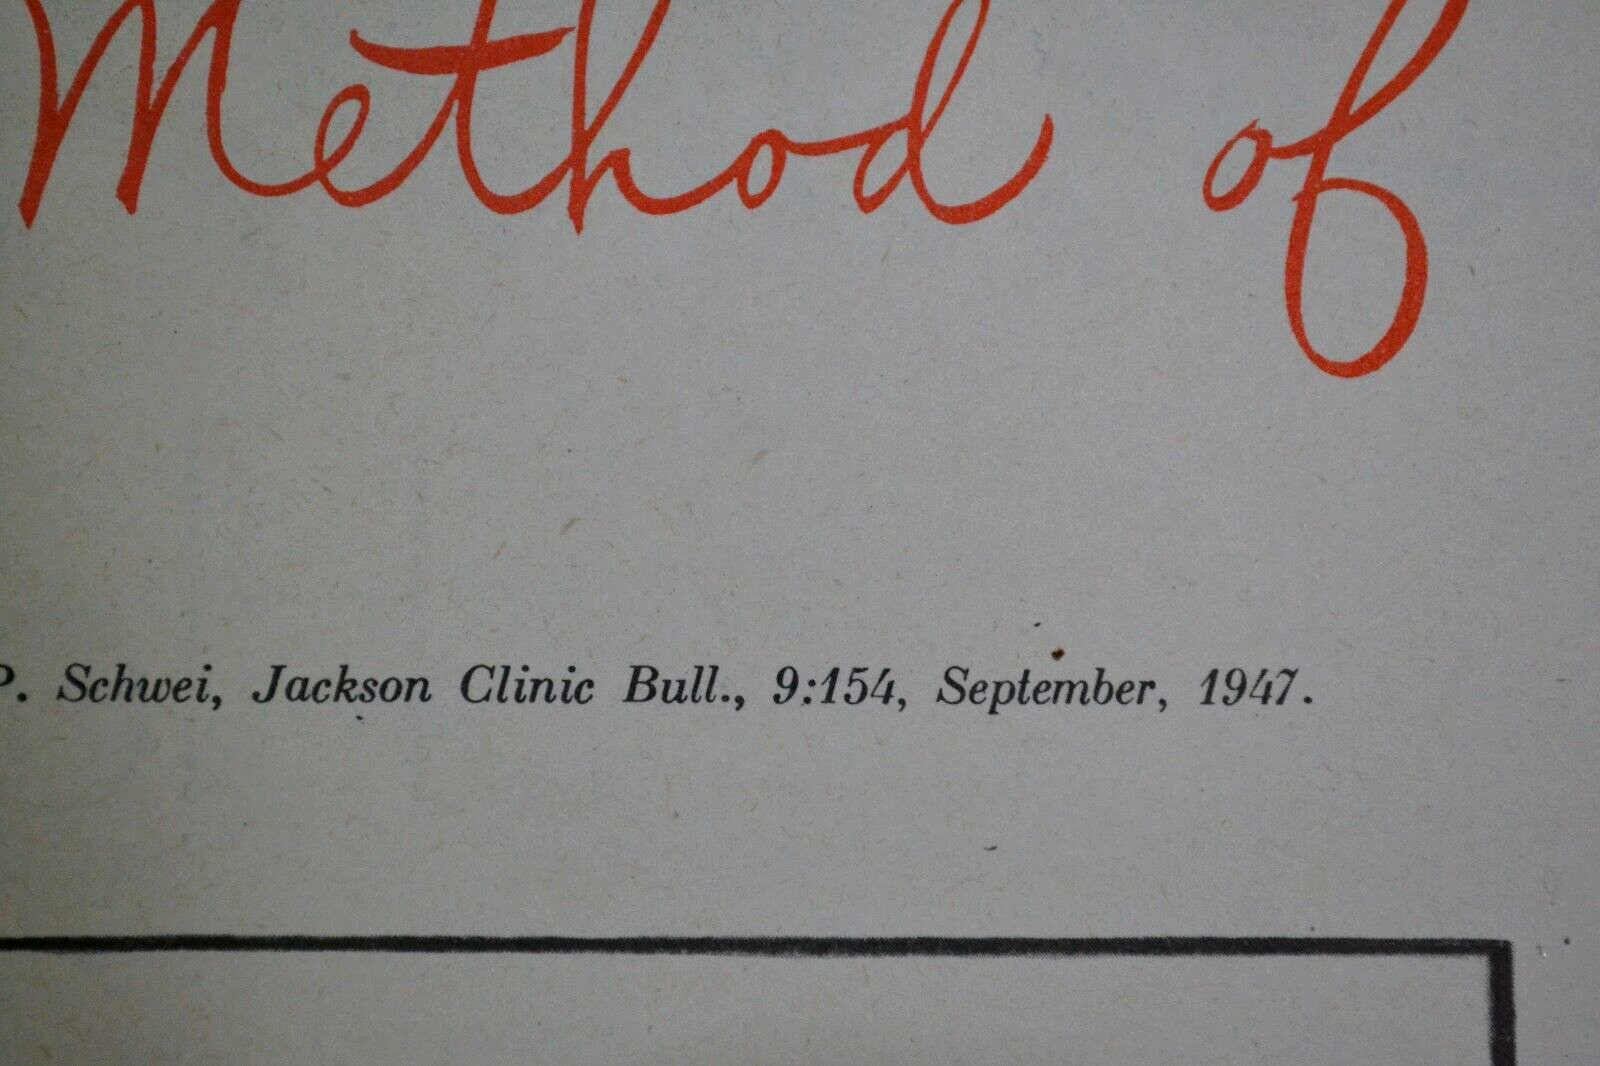 Method of
P. Schwei, Jackson Clinic Bull., 9:154, September, 1947.